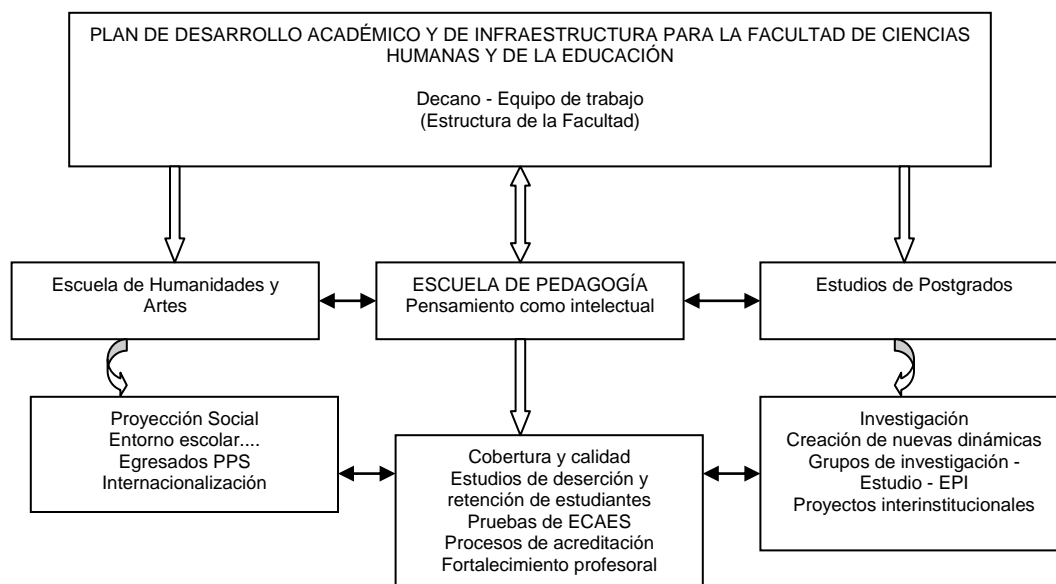 PLAN DE DESARROLLO ACADÉMICO Y DE INFRAESTRUCTURA PARA LA FACULTAD DE CIENCIAS
HUMANAS Y DE LA EDUCACIÓN
Decano - Equipo de trabajo
(Estructura de la Facultad)
Escuela de Humanidades y
Artes
ESCUELA DE PEDAGOGÍA
Pensamiento como intelectual
Estudios de Postgrados
Proyección Social
Entorno escolar....
Egresados PPS
Internacionalización
Cobertura y calidad
Estudios de deserción y
retención de estudiantes
Pruebas de ECAES
Procesos de acreditación
Fortalecimiento profesoral
Investigación
Creación de nuevas dinámicas
Grupos de investigación -
Estudio - EPI
Proyectos interinstitucionales